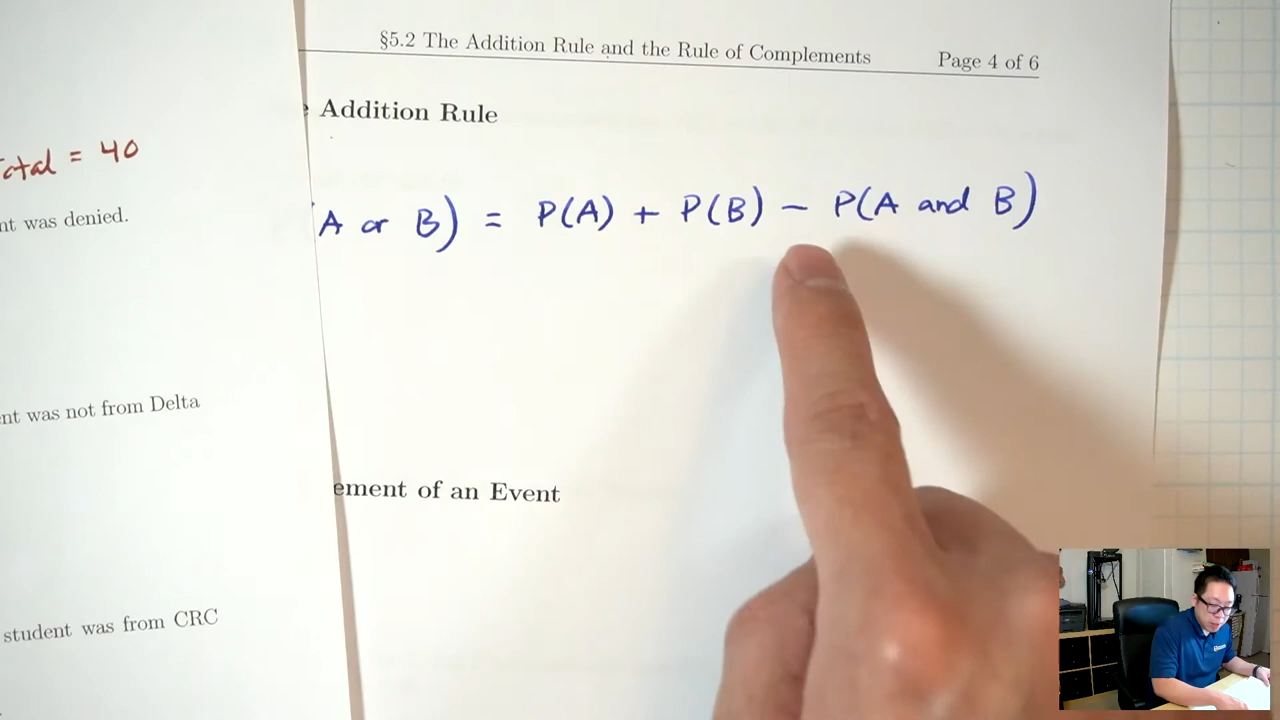 §5.2 The Addition Rule and the Rule of Complements Page 4 of 6
Addition Rule
Total = 40
A or B) = P(A) + P(B) − P(A and B)
nt was denied.
nt was not from Delta
ement of an Event
student was from CRC